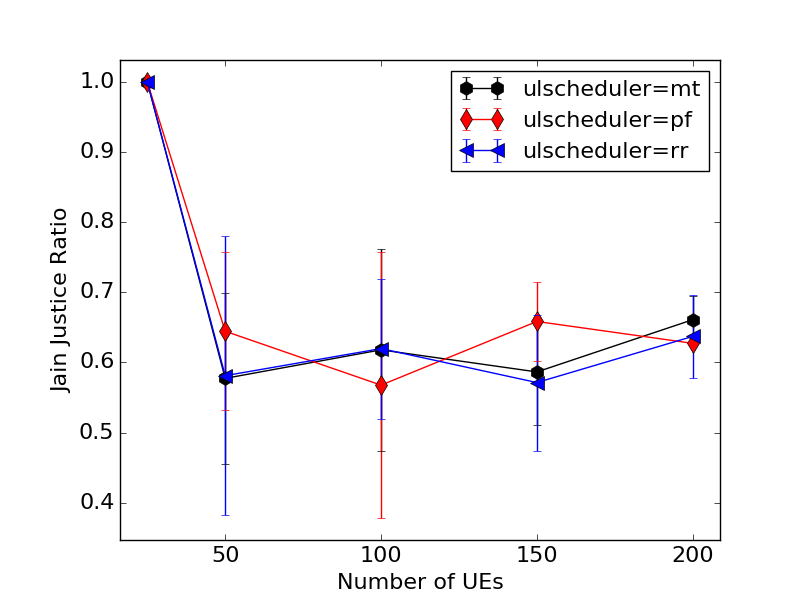 ulscheduler=mt
ulscheduler=pf
ulscheduler=rr
Jain Justice Ratio
1.0
0.9
0.8
0.7
0.6
0.5
0.4
50 100 150 200
Number of UEs